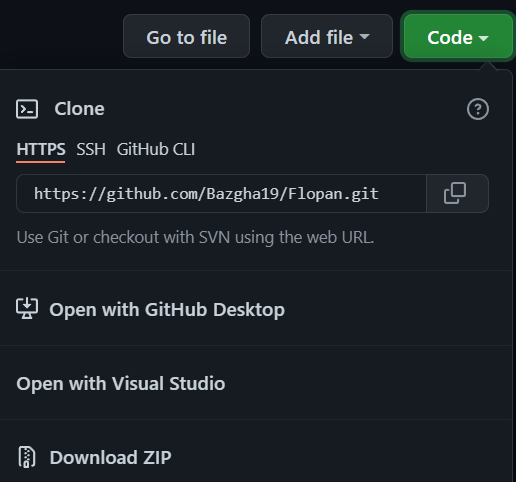 Go to file Add file Code
Clone
HTTPS SSH GitHub CLI
https://github.com/Bazgha19/Flopan.git
Use Git or checkout with SVN using the web URL.
Open with GitHub Desktop
Open with Visual Studio
Download ZIP